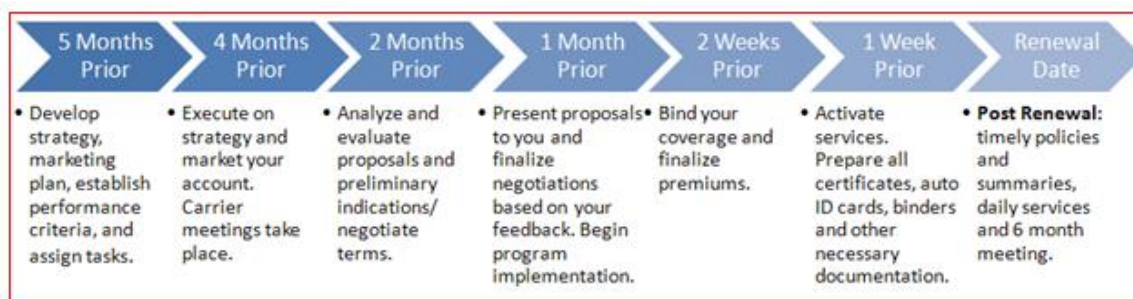 5 Months
Prior
4 Months
Prior
2 Months
Prior
1 Month
Prior
2 Weeks
Prior
1 Week
Prior
Renewal
Date
• Develop
strategy,
marketing
plan, establish
performance
criteria, and
assign tasks.
• Execute on
strategy and
market your
account.
Carrier
meetings take
place.
• Analyze and
evaluate
proposals and
preliminary
indications/
negotiate
terms.
• Present proposals
to you and
finalize
negotiations
based on your
feedback. Begin
program
implementation.
• Bind your
coverage and
finalize
premiums.
• Activate
services.
Prepare all
certificates, auto
ID cards, binders
and other
necessary
documentation.
• Post Renewal:
timely policies
and
summaries,
daily services
and 6 month
meeting.